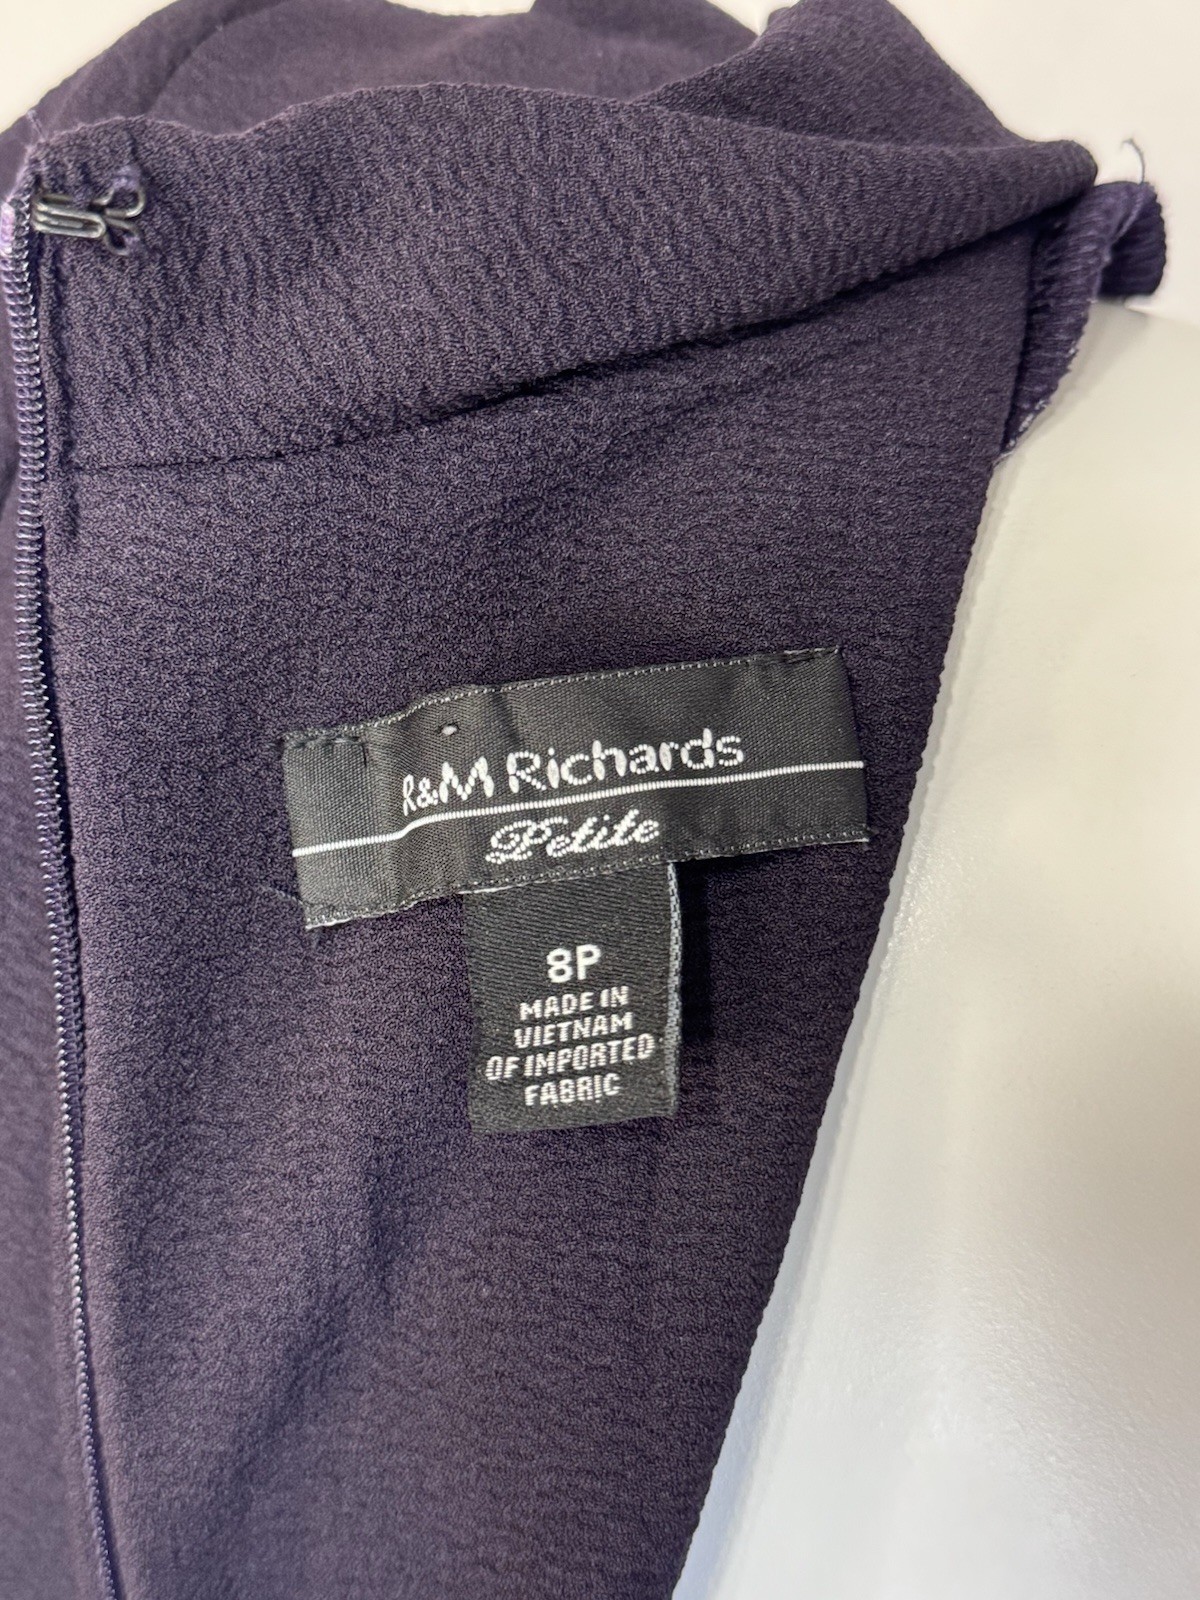 R&M Richards
Petite
8P
MADE IN
VIETNAM
OF IMPORTED
FABRIC